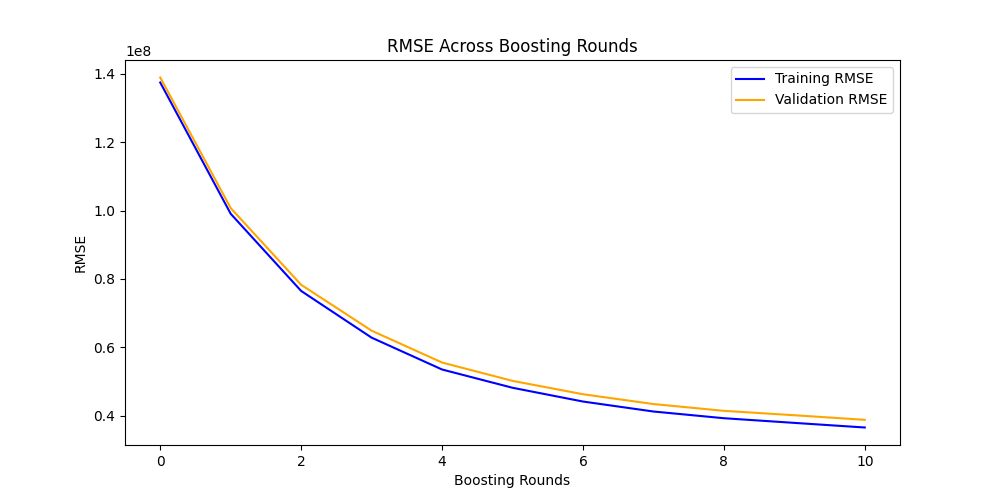 RMSE Across Boosting Rounds
1e8
Training RMSE
Validation RMSE
1.4
1.2
1.0
0.8
0.6
0.4
RMSE
0 2 4 6 8 10
Boosting Rounds